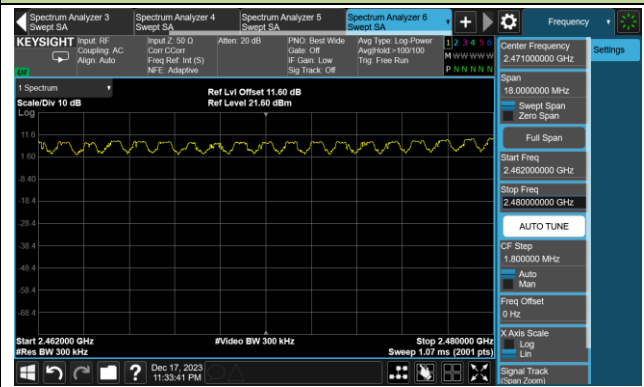 Spectrum Analyzer 3
Swept SA
Spectrum Analyzer 4
Swept SA
Spectrum Analyzer 5
Swept SA
Spectrum Analyzer 6
Swept SA
Frequency
KEYSIGHT
Input: RF
Coupling: AC
Align: Auto
Input Z: 50 Ω
Corr CCorr
Freq Ref: Int (S)
NFE: Adaptive
Atten: 20 dB
PNO: Best Wide
Gate: Off
IF Gain: Low
Sig Track: Off
Avg Type: Log-Power
Avg|Hold >100/100
Trig: Free Run
1 2 3 4 5 6
M W W W W W
P N N N N N
1 Spectrum
Scale/Div 10 dB
Ref Lvl Offset 11.60 dB
Ref Level 21.60 dBm
Log
11.6
1.60
-8.40
-18.4
-28.4
-38.4
-48.4
-58.4
-68.4
Start 2.462000 GHz
#Res BW 300 kHz
#Video BW 300 kHz
Stop 2.480000 GHz
Sweep 1.07 ms (2001 pts)
Dec 17, 2023
11:33:41 PM
Center Frequency
2.471000000 GHz
Settings
Span
18.0000000 MHz
Swept Span
Zero Span
Full Span
Start Freq
2.462000000 GHz
Stop Freq
2.480000000 GHz
AUTO TUNE
CF Step
1.800000 MHz
Auto
Man
Freq Offset
0 Hz
X Axis Scale
Log
Lin
Signal Track
(Span Zoom)